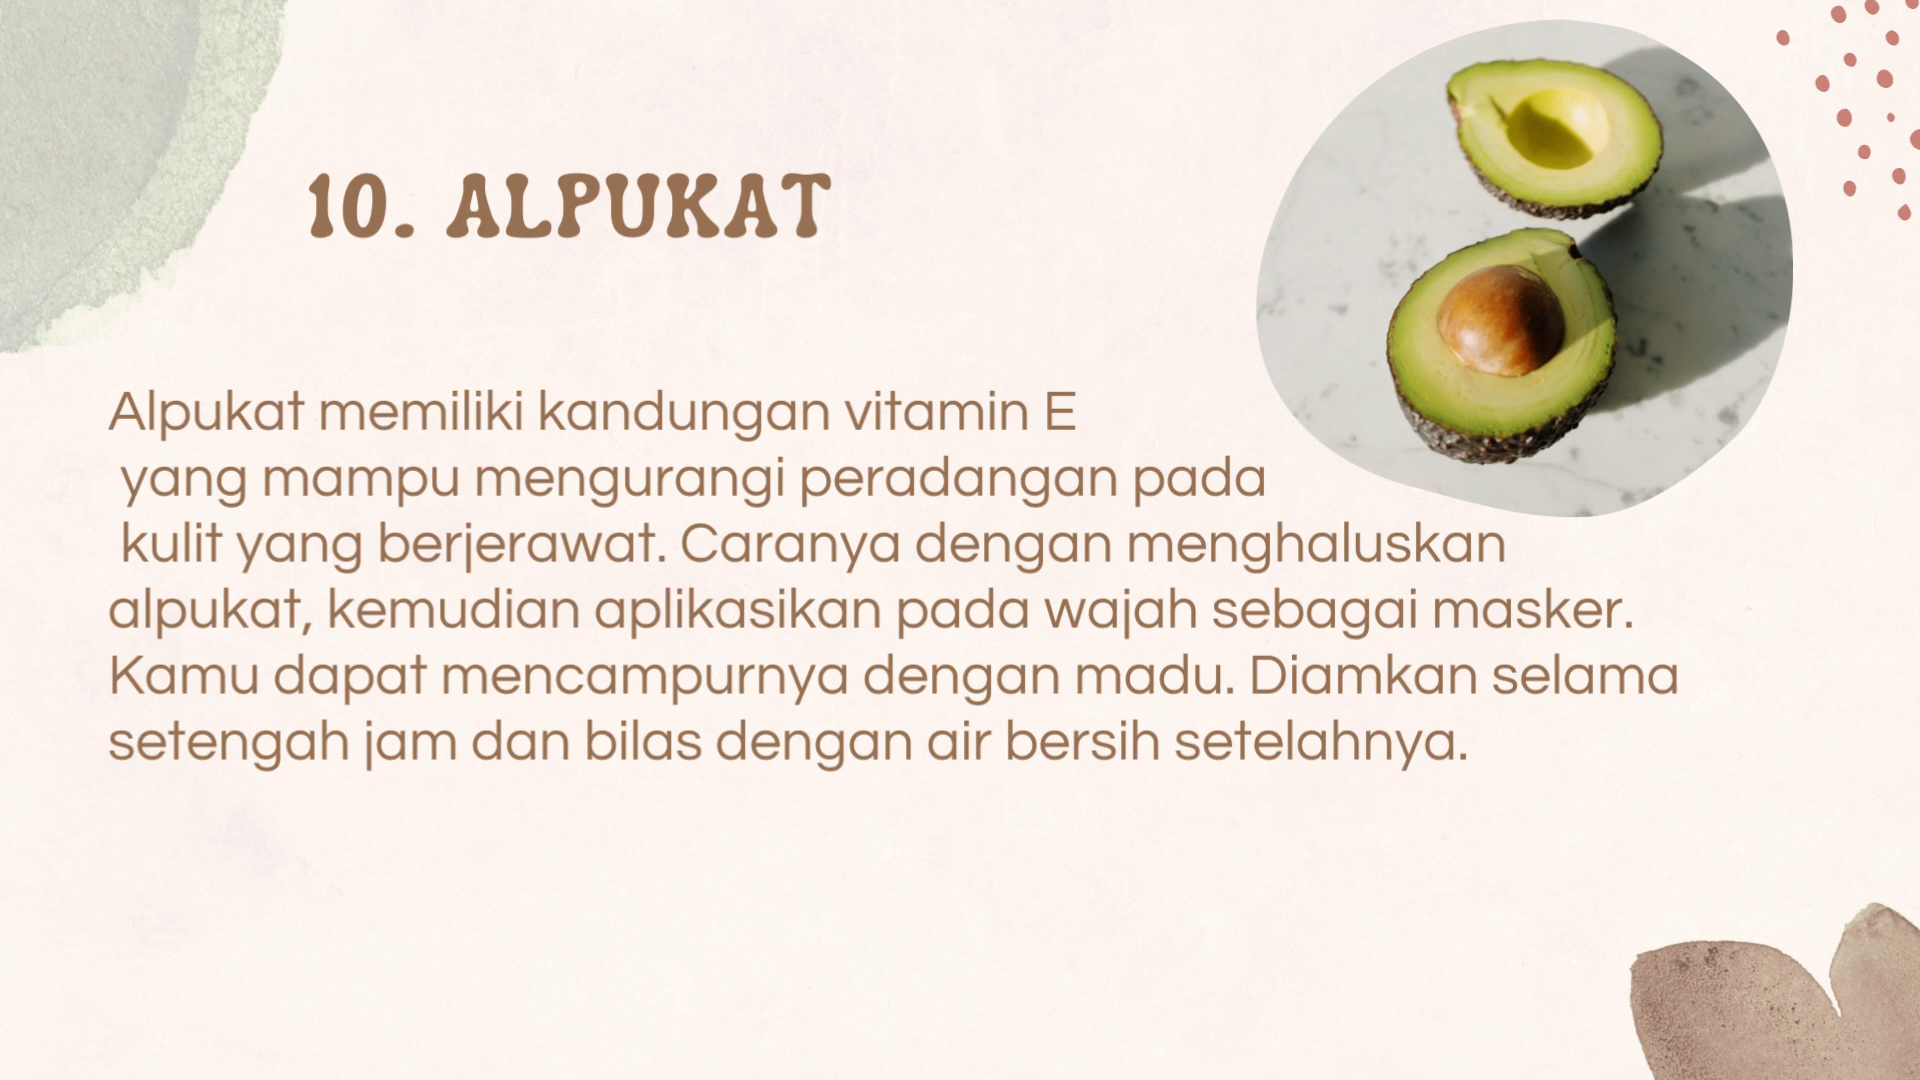 10. ALPUKAT
Alpukat memiliki kandungan vitamin E
yang mampu mengurangi peradangan pada
kulit yang berjerawat. Caranya dengan menghaluskan
alpukat, kemudian aplikasikan pada wajah sebagai masker.
Kamu dapat mencampurnya dengan madu. Diamkan selama
setengah jam dan bilas dengan air bersih setelahnya.